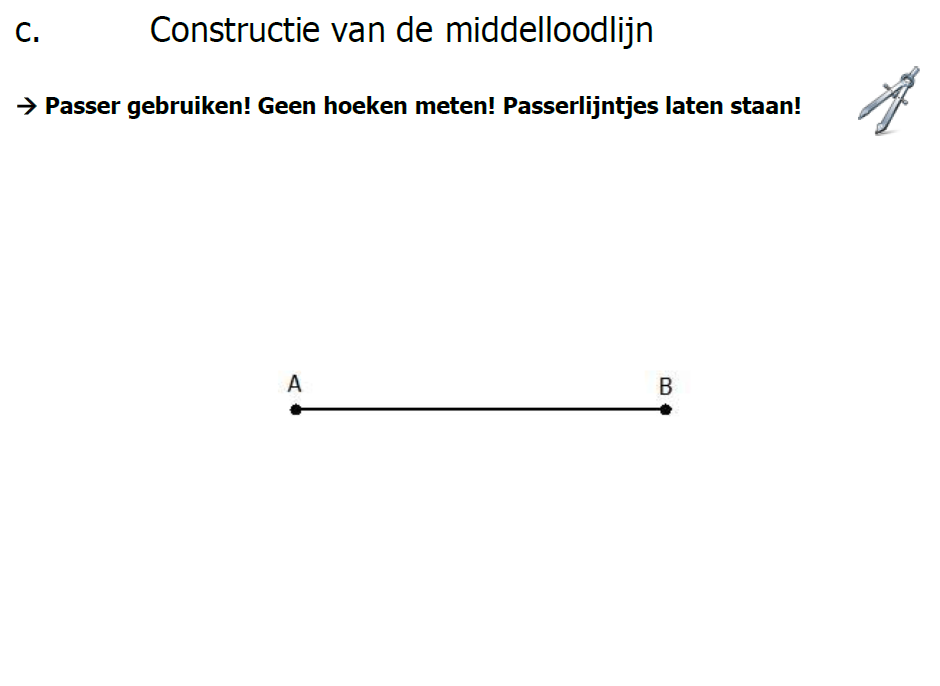 c. Constructie van de middelloodlijn
→ Passer gebruiken! Geen hoeken meten! Passerlijntjes laten staan!
A B